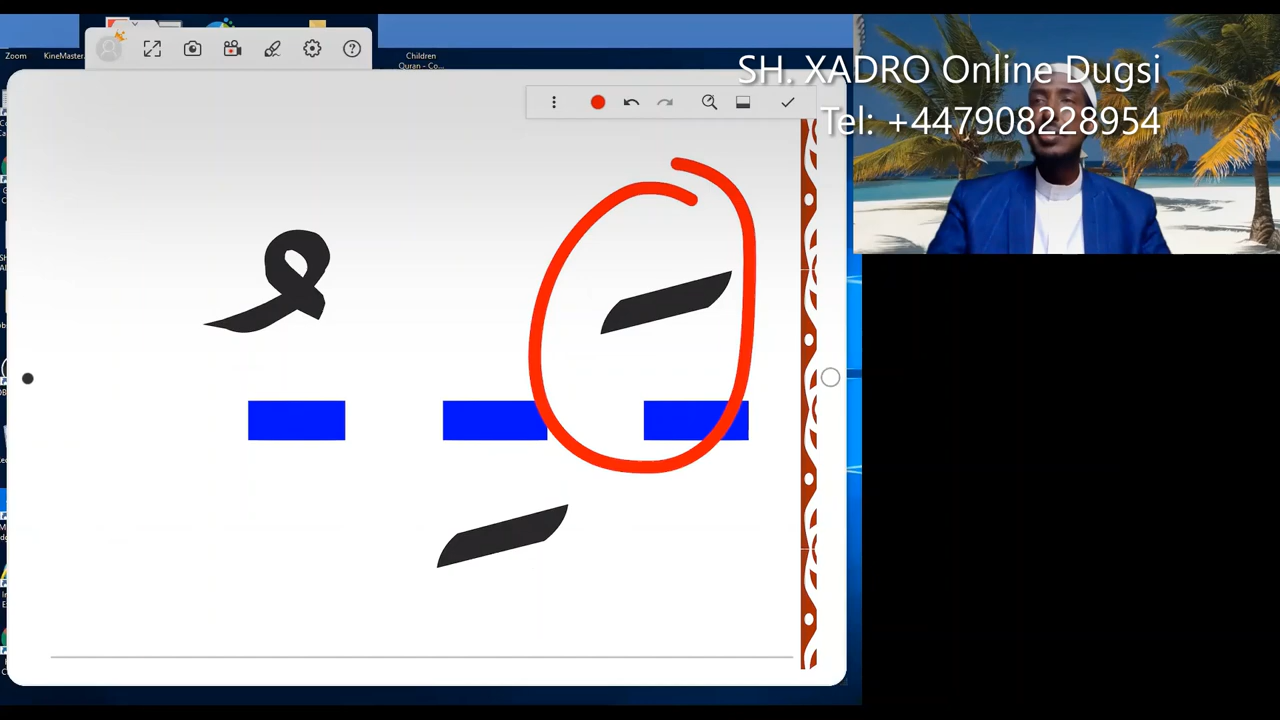 SH. XADRO Online Dugsi
Tel: +447908228954
Zoom
KineMaster
Children
Quran - Co...